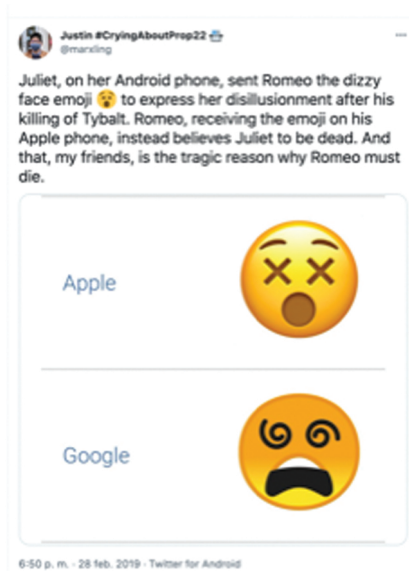 Justin #CryingAboutProp22
@marxling
Juliet, on her Android phone, sent Romeo the dizzy
face emoji 😵 to express her disillusionment after his
killing of Tybalt. Romeo, receiving the emoji on his
Apple phone, instead believes Juliet to be dead. And
that, my friends, is the tragic reason why Romeo must
die.
Apple
Google
6:50 p. m. · 28 feb. 2019 · Twitter for Android